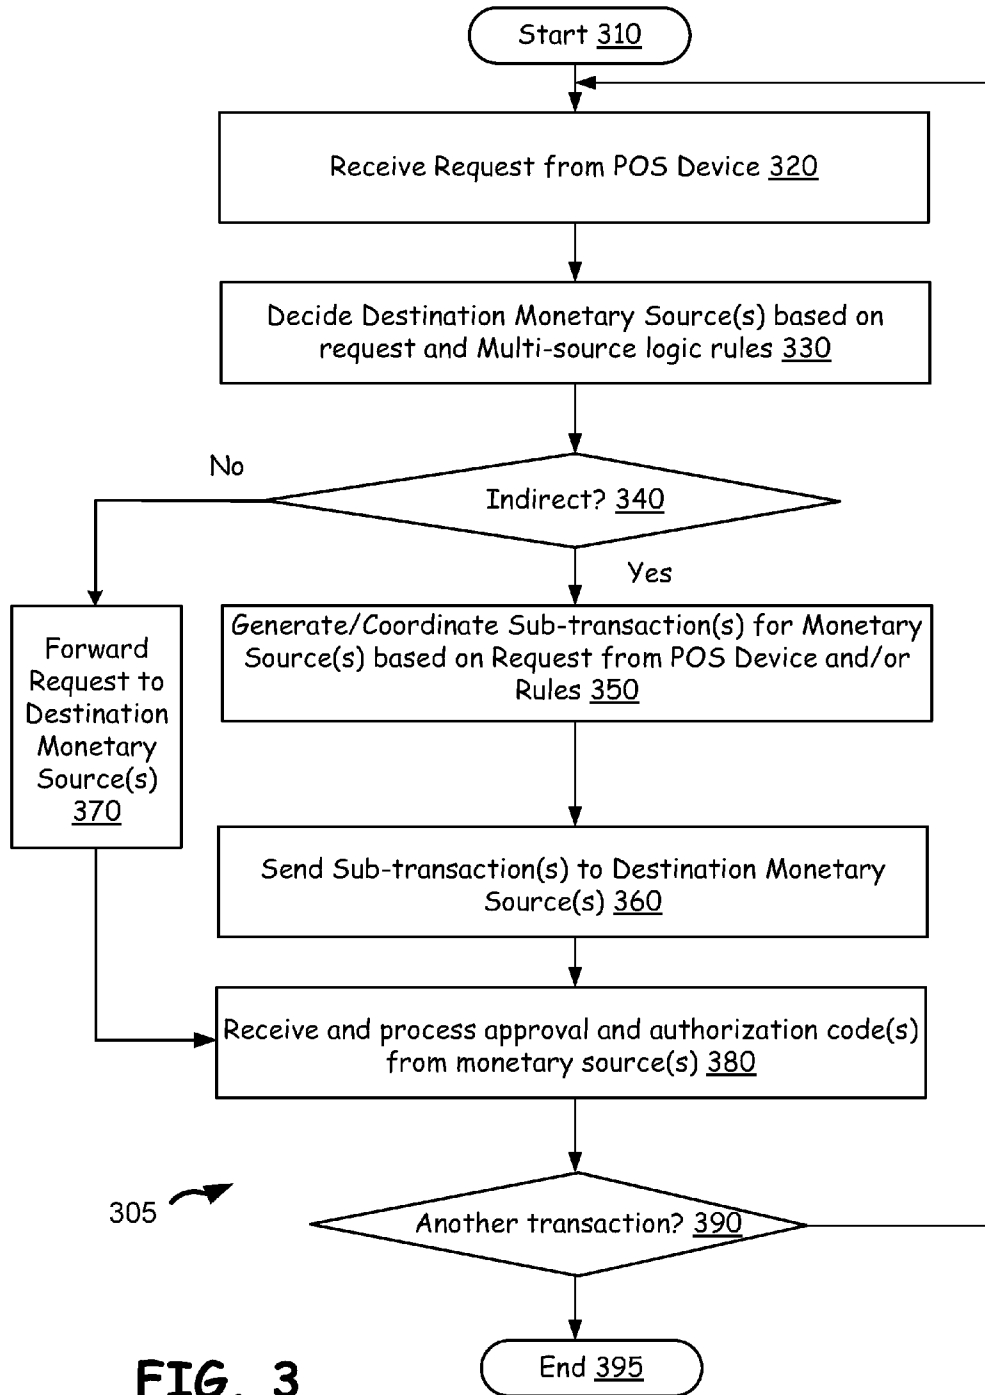 Start 310
Receive Request from POS Device 320
Decide Destination Monetary Source(s) based on
request and Multi-source logic rules 330
No
Indirect? 340
Yes
Generate/Coordinate Sub-transaction(s) for Monetary
Source(s) based on Request from POS Device and/or
Rules 350
Forward
Request to
Destination
Monetary
Source(s)
370
Send Sub-transaction(s) to Destination Monetary
Source(s) 360
Receive and process approval and authorization code(s)
from monetary source(s) 380
305
Another transaction? 390
End 395
FIG. 3